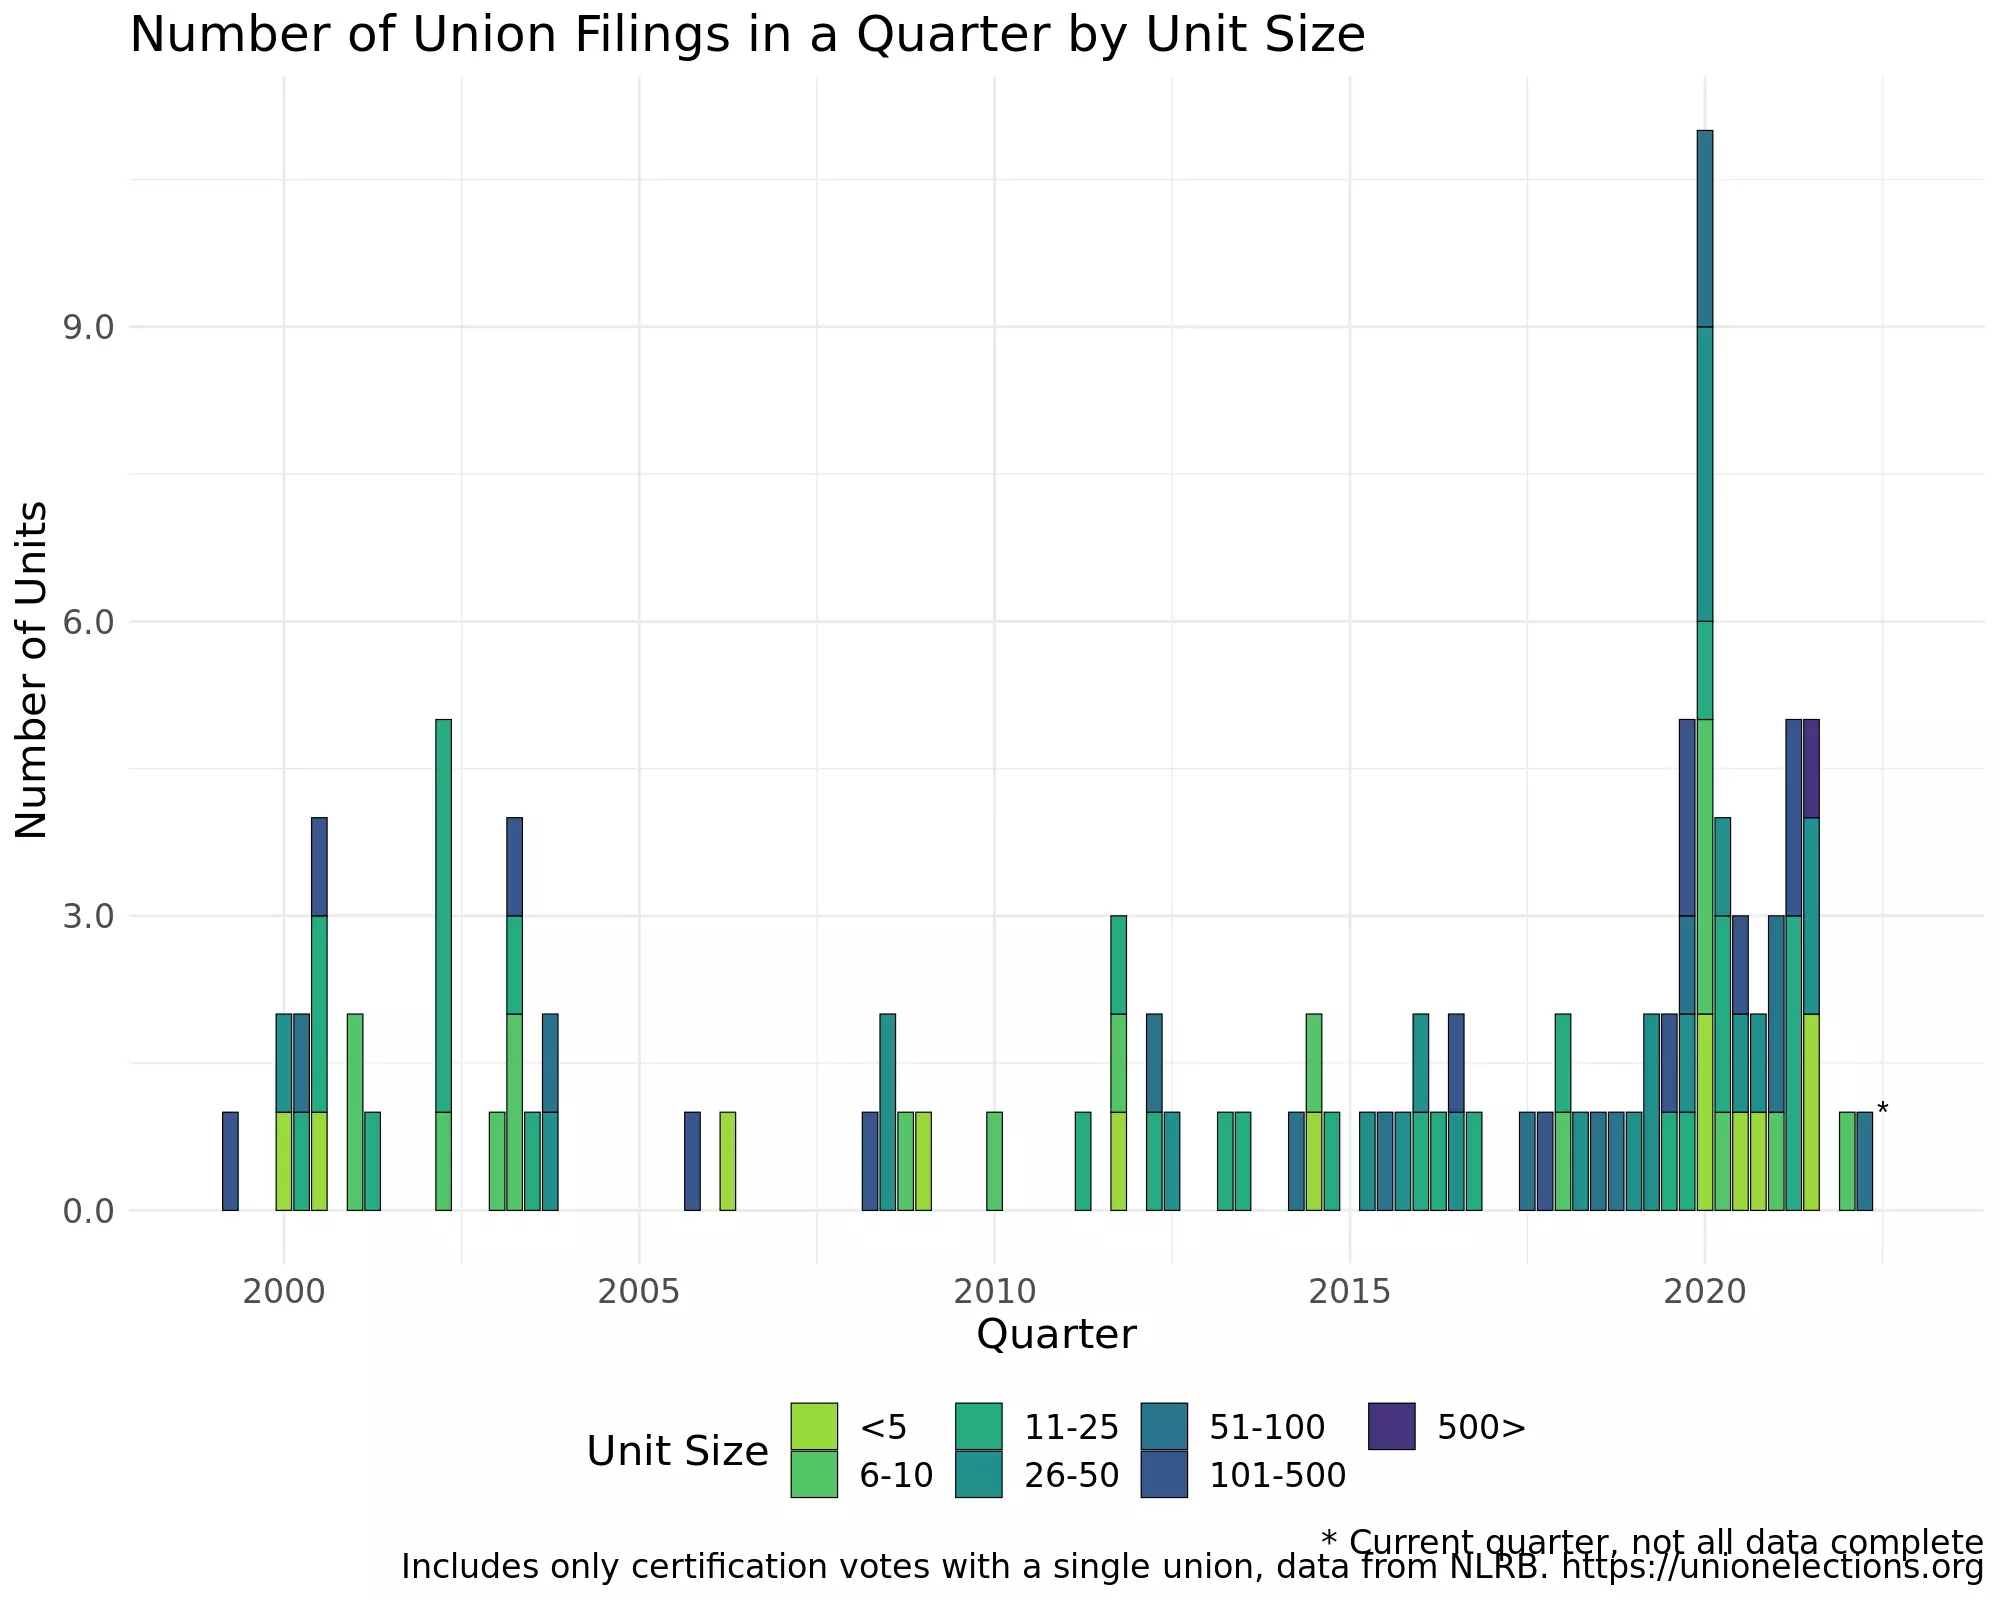 Number of Union Filings in a Quarter by Unit Size
Number of Units
9.0
6.0
3.0
0.0
*
2000 2005 2010 2015 2020
Quarter
Unit Size
<5 11-25 51-100 500>
6-10 26-50 101-500
* Current quarter, not all data complete
Includes only certification votes with a single union, data from NLRB. https://unionelections.org